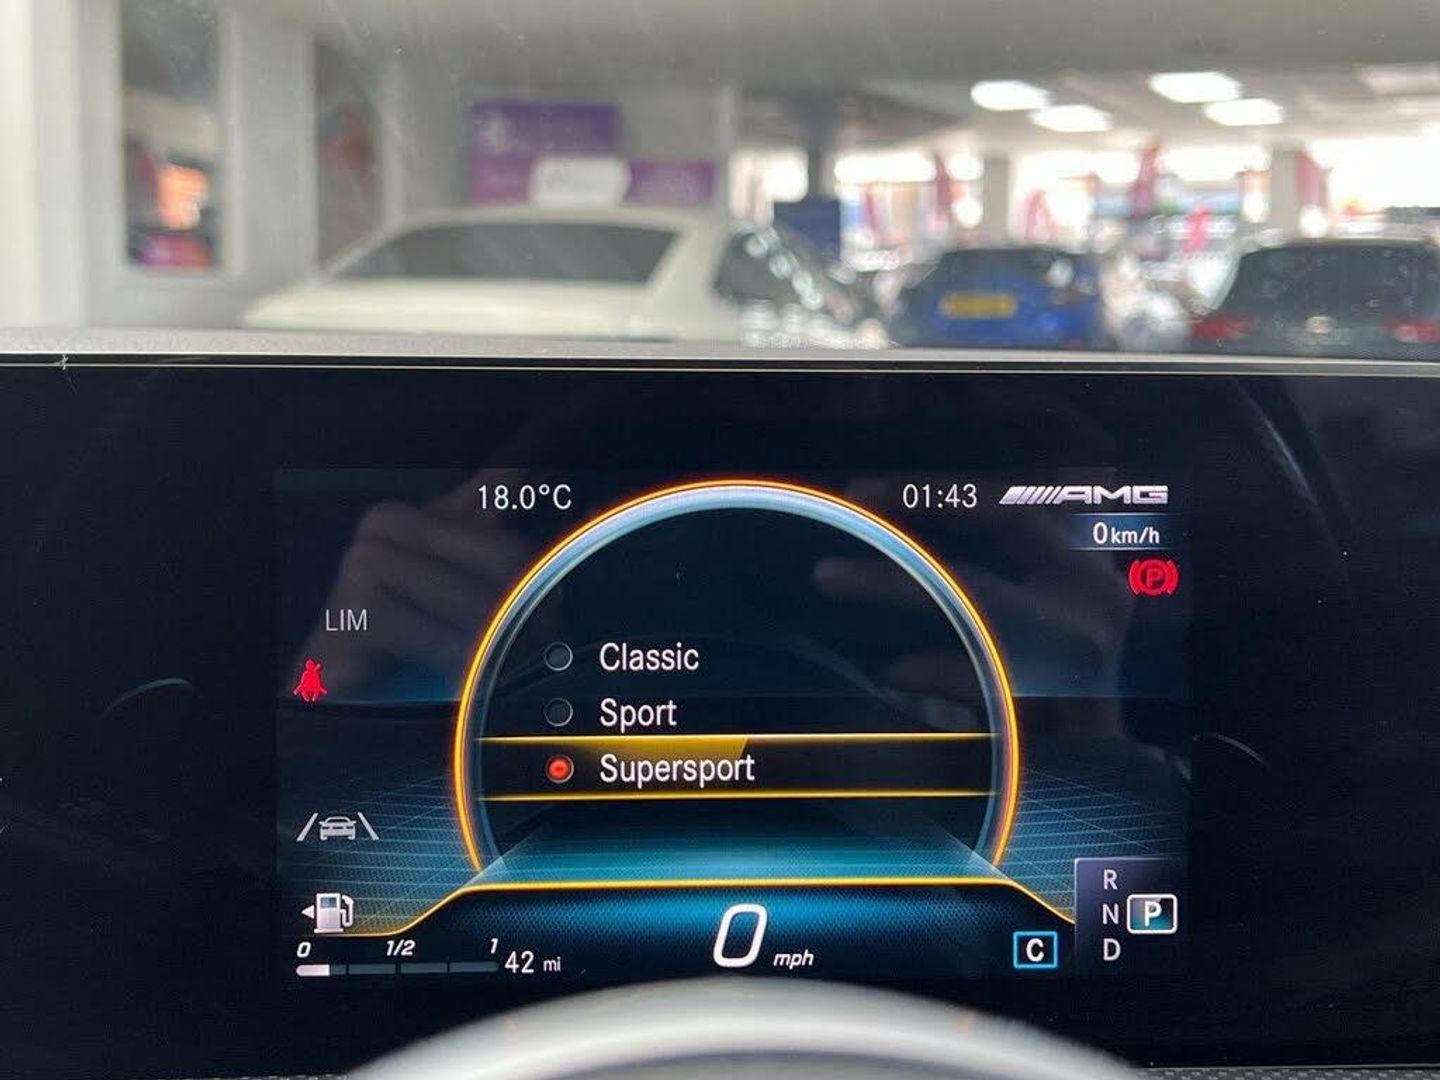 18.0°C
01:43 AMG
0 km/h
P
LIM
Classic
Sport
Supersport
R
N P
D
0 1/2 1
42 mi
0 mph
C